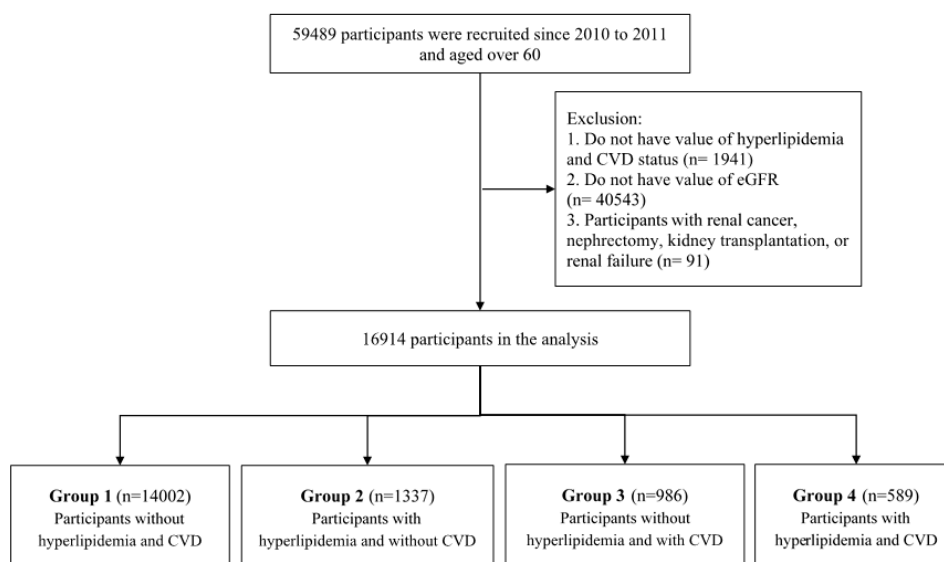 59489 participants were recruited since 2010 to 2011
and aged over 60
Exclusion:
1. Do not have value of hyperlipidemia
and CVD status (n= 1941)
2. Do not have value of eGFR
(n= 40543)
3. Participants with renal cancer,
nephrectomy, kidney transplantation, or
renal failure (n= 91)
16914 participants in the analysis
Group 1 (n=14002)
Participants without
hyperlipidemia and CVD
Group 2 (n=1337)
Participants with
hyperlipidemia and without CVD
Group 3 (n=986)
Participants without
hyperlipidemia and with CVD
Group 4 (n=589)
Participants with
hyperlipidemia and CVD